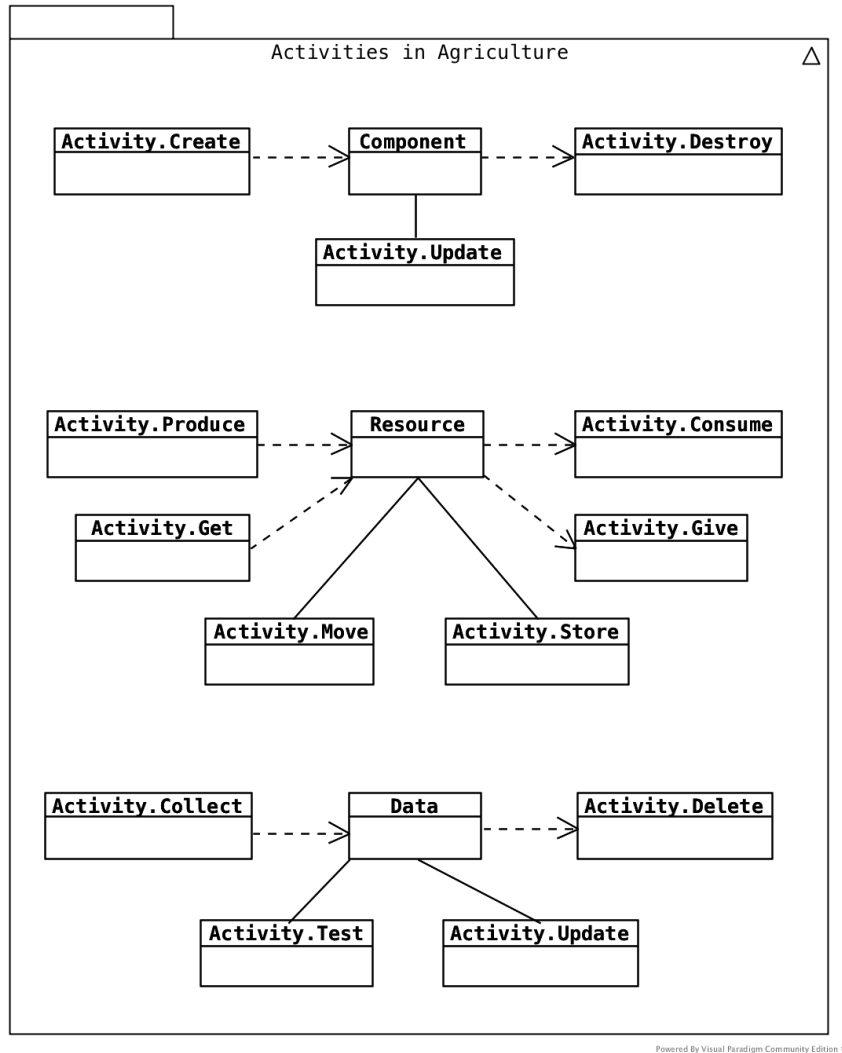 Activities in Agriculture
Activity.Create
Component
Activity.Destroy
Activity.Update
Activity.Produce
Resource
Activity.Consume
Activity.Get
Activity.Give
Activity.Move
Activity.Store
Activity.Collect
Data
Activity.Delete
Activity.Test
Activity.Update
Powered By Visual Paradigm Community Edition